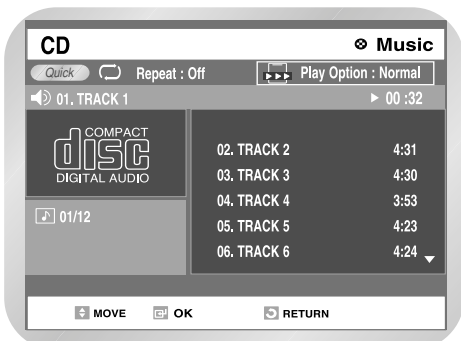 CD
Music
Quick Repeat : Off Play Option : Normal
01. TRACK 1 00 :32
COMPACT
disc
DIGITAL AUDIO
01/12
02. TRACK 2 4:31
03. TRACK 3 4:30
04. TRACK 4 3:53
05. TRACK 5 4:23
06. TRACK 6 4:24
MOVE OK RETURN